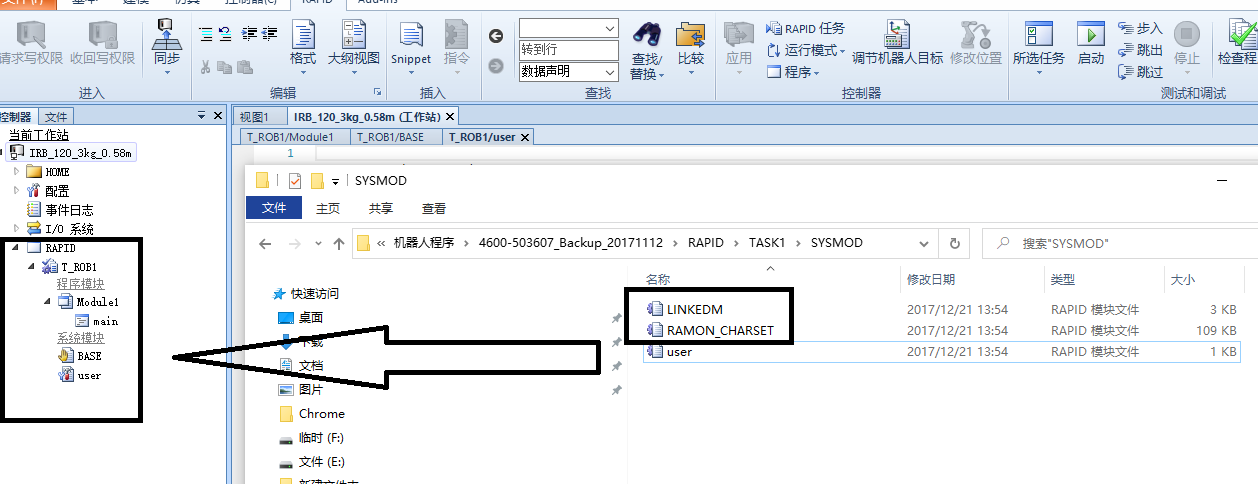 文件(F) 基本 建模 仿真 控制器(C) RAPID Add-Ins
请求写权限 收回写权限 同步
格式 大纲视图 Snippet 指令
转到行
数据声明
查找/替换 比较 应用
RAPID 任务
运行模式
程序
调节机器人目标 修改位置 所选任务 启动
步入
跳出
跳过
停止 检查程
进入 编辑 插入 查找 控制器 测试和调试
控制器 文件
当前工作站
IRB_120_3kg_0.58m
HOME
配置
事件日志
I/O 系统
RAPID
T_ROB1
程序模块
Module1
main
系统模块
BASE
user
视图1 IRB_120_3kg_0.58m (工作站)
T_ROB1/Module1 T_ROB1/BASE T_ROB1/user
1
SYSMOD
文件 主页 共享 查看
« 机器人程序 > 4600-503607_Backup_20171112 > RAPID > TASK1 > SYSMOD
搜索"SYSMOD"
快速访问
桌面
下载
文档
图片
Chrome
临时 (F:)
文件 (E:)
名称 修改日期 类型 大小
LINKEDM 2017/12/21 13:54 RAPID 模块文件 3 KB
RAMON_CHARSET 2017/12/21 13:54 RAPID 模块文件 109 KB
user 2017/12/21 13:54 RAPID 模块文件 1 KB